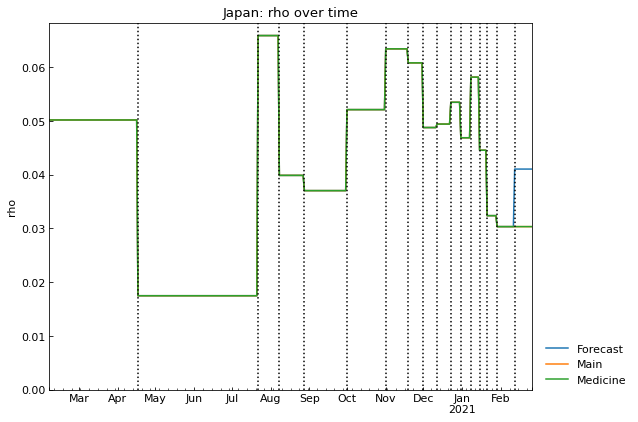 Japan: rho over time
rho
0.06
0.05
0.04
0.03
0.02
0.01
0.00
Mar Apr May Jun Jul Aug Sep Oct Nov Dec Jan Feb
2021
Forecast
Main
Medicine